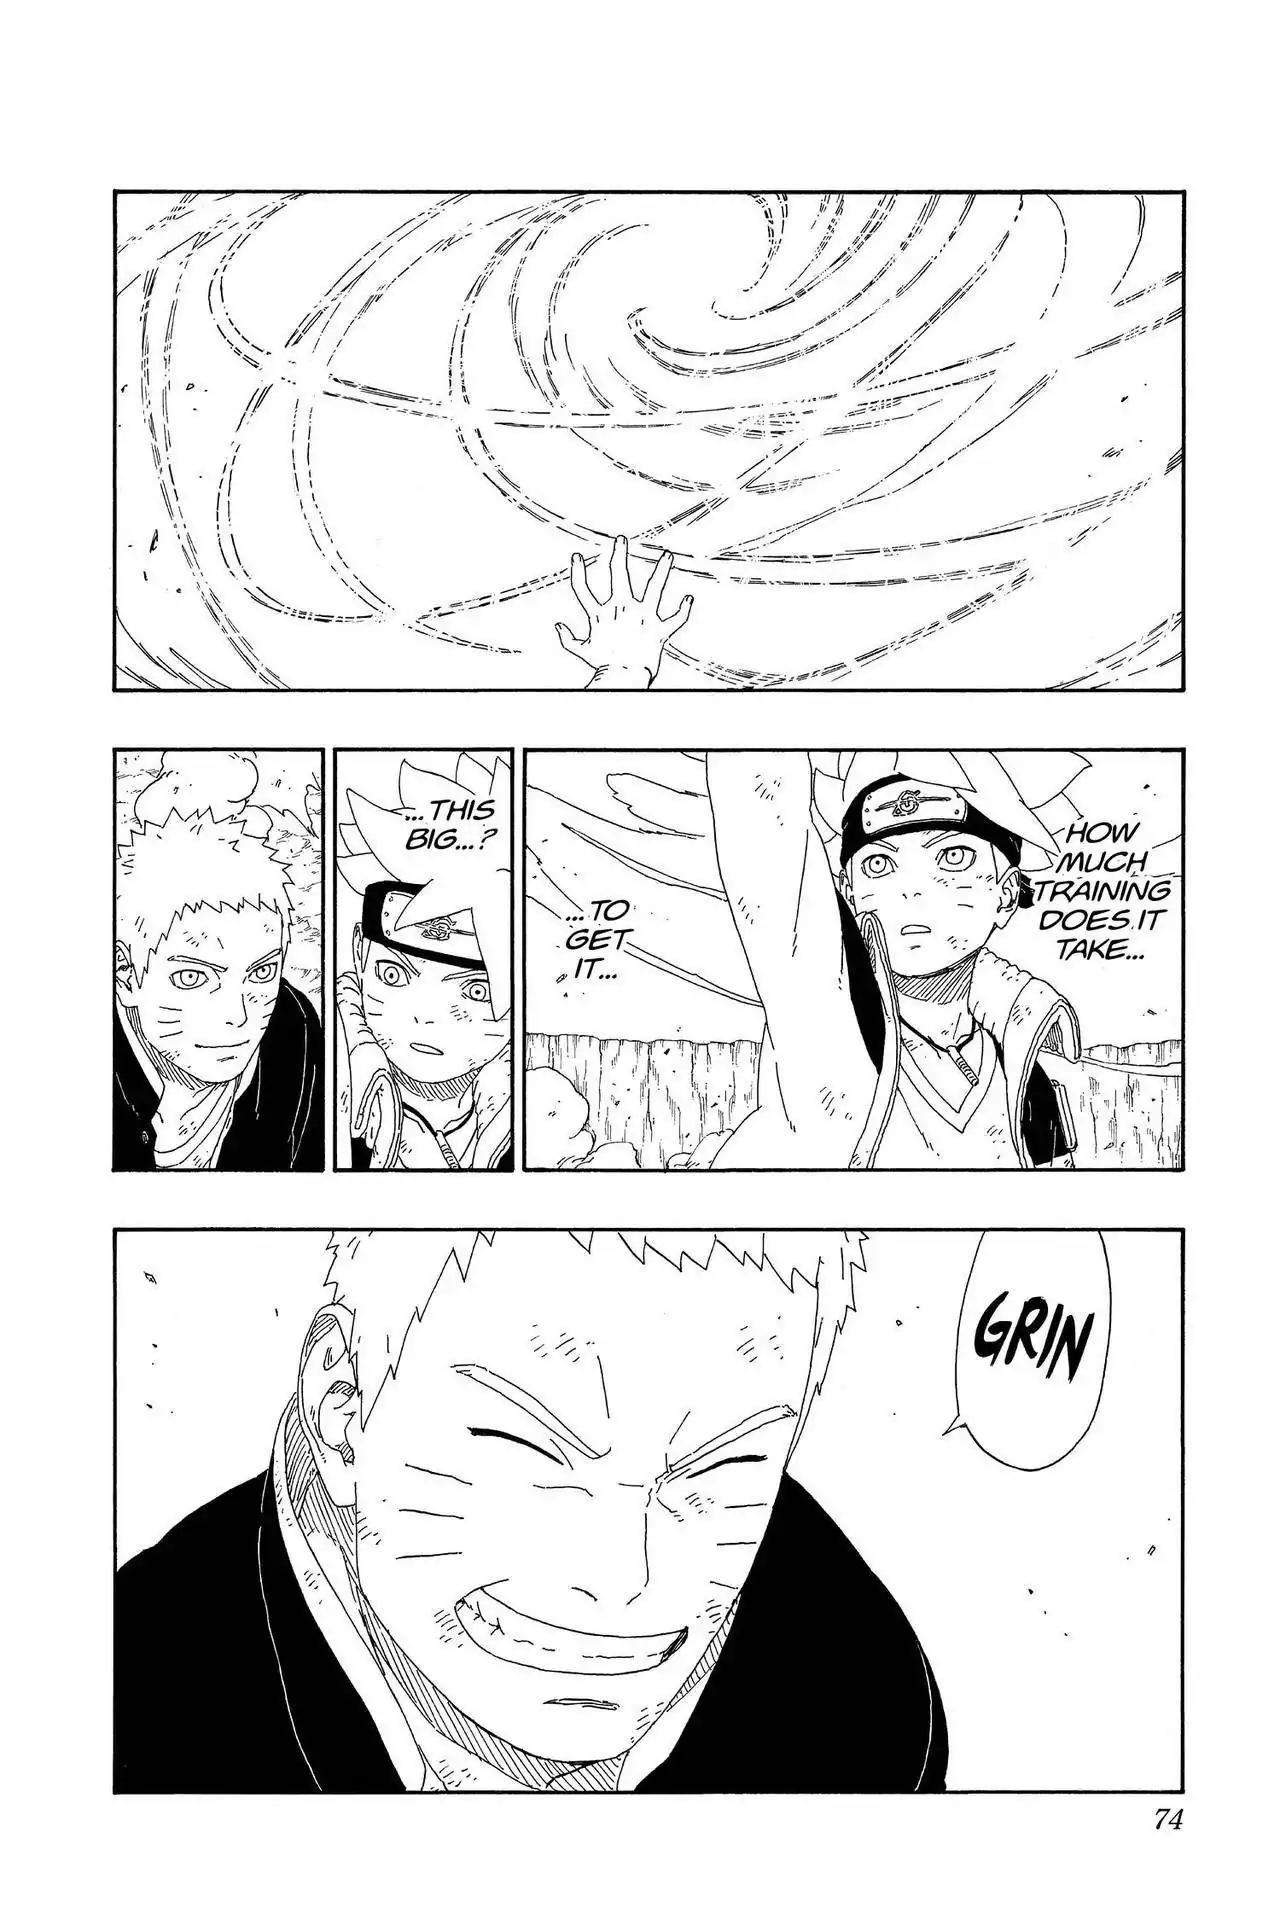 HOW
MUCH
TRAINING
DOES IT
TAKE...
...TO
GET
IT...
...THIS
BIG...?
GRIN
74